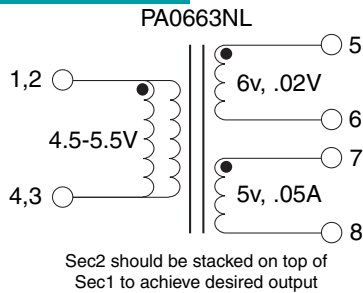 PA0663NL
1,2
4.5-5.5V
4,3
5
6v, .02V
6
7
5v, .05A
8
Sec2 should be stacked on top of
Sec1 to achieve desired output